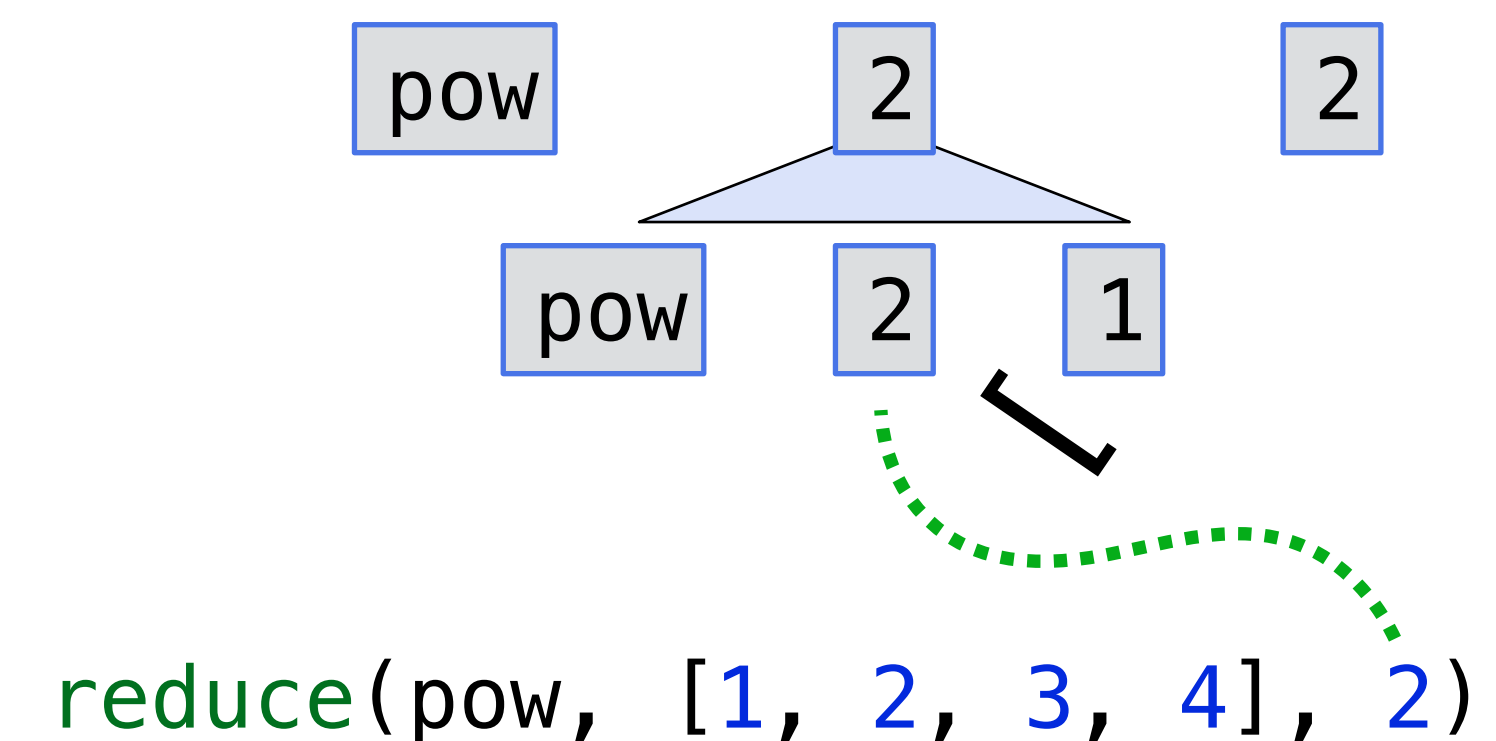 pow 2 2
pow 2 1
reduce(pow, [1, 2, 3, 4], 2)